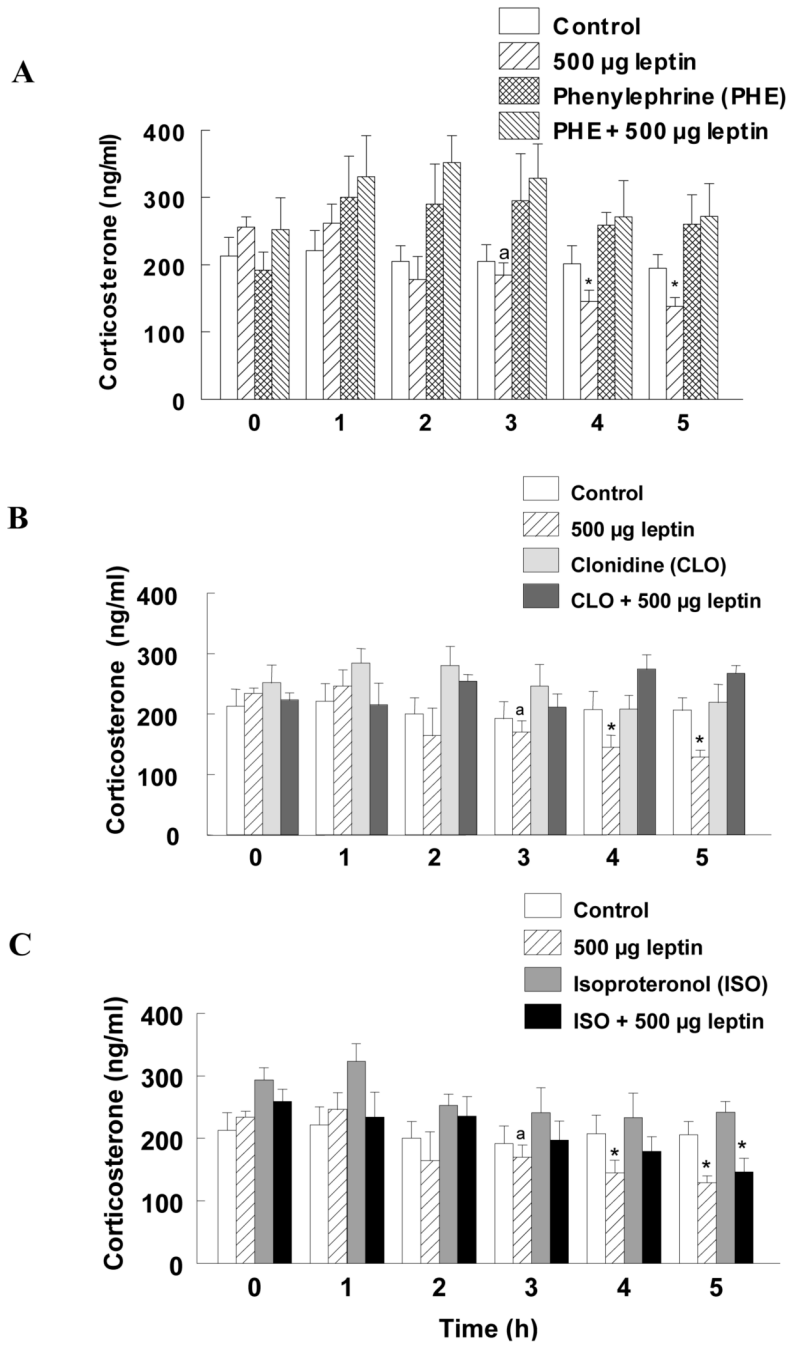 A
Control
500 µg leptin
Phenylephrine (PHE)
PHE + 500 µg leptin
Corticosterone (ng/ml)
400
300
200
100
0
a
*
*
0 1 2 3 4 5
B
Control
500 µg leptin
Clonidine (CLO)
CLO + 500 µg leptin
Corticosterone (ng/ml)
400
300
200
100
0
a
*
*
0 1 2 3 4 5
C
Control
500 µg leptin
Isoproteronol (ISO)
ISO + 500 µg leptin
Corticosterone (ng/ml)
400
300
200
100
0
a
*
*
*
0 1 2 3 4 5
Time (h)